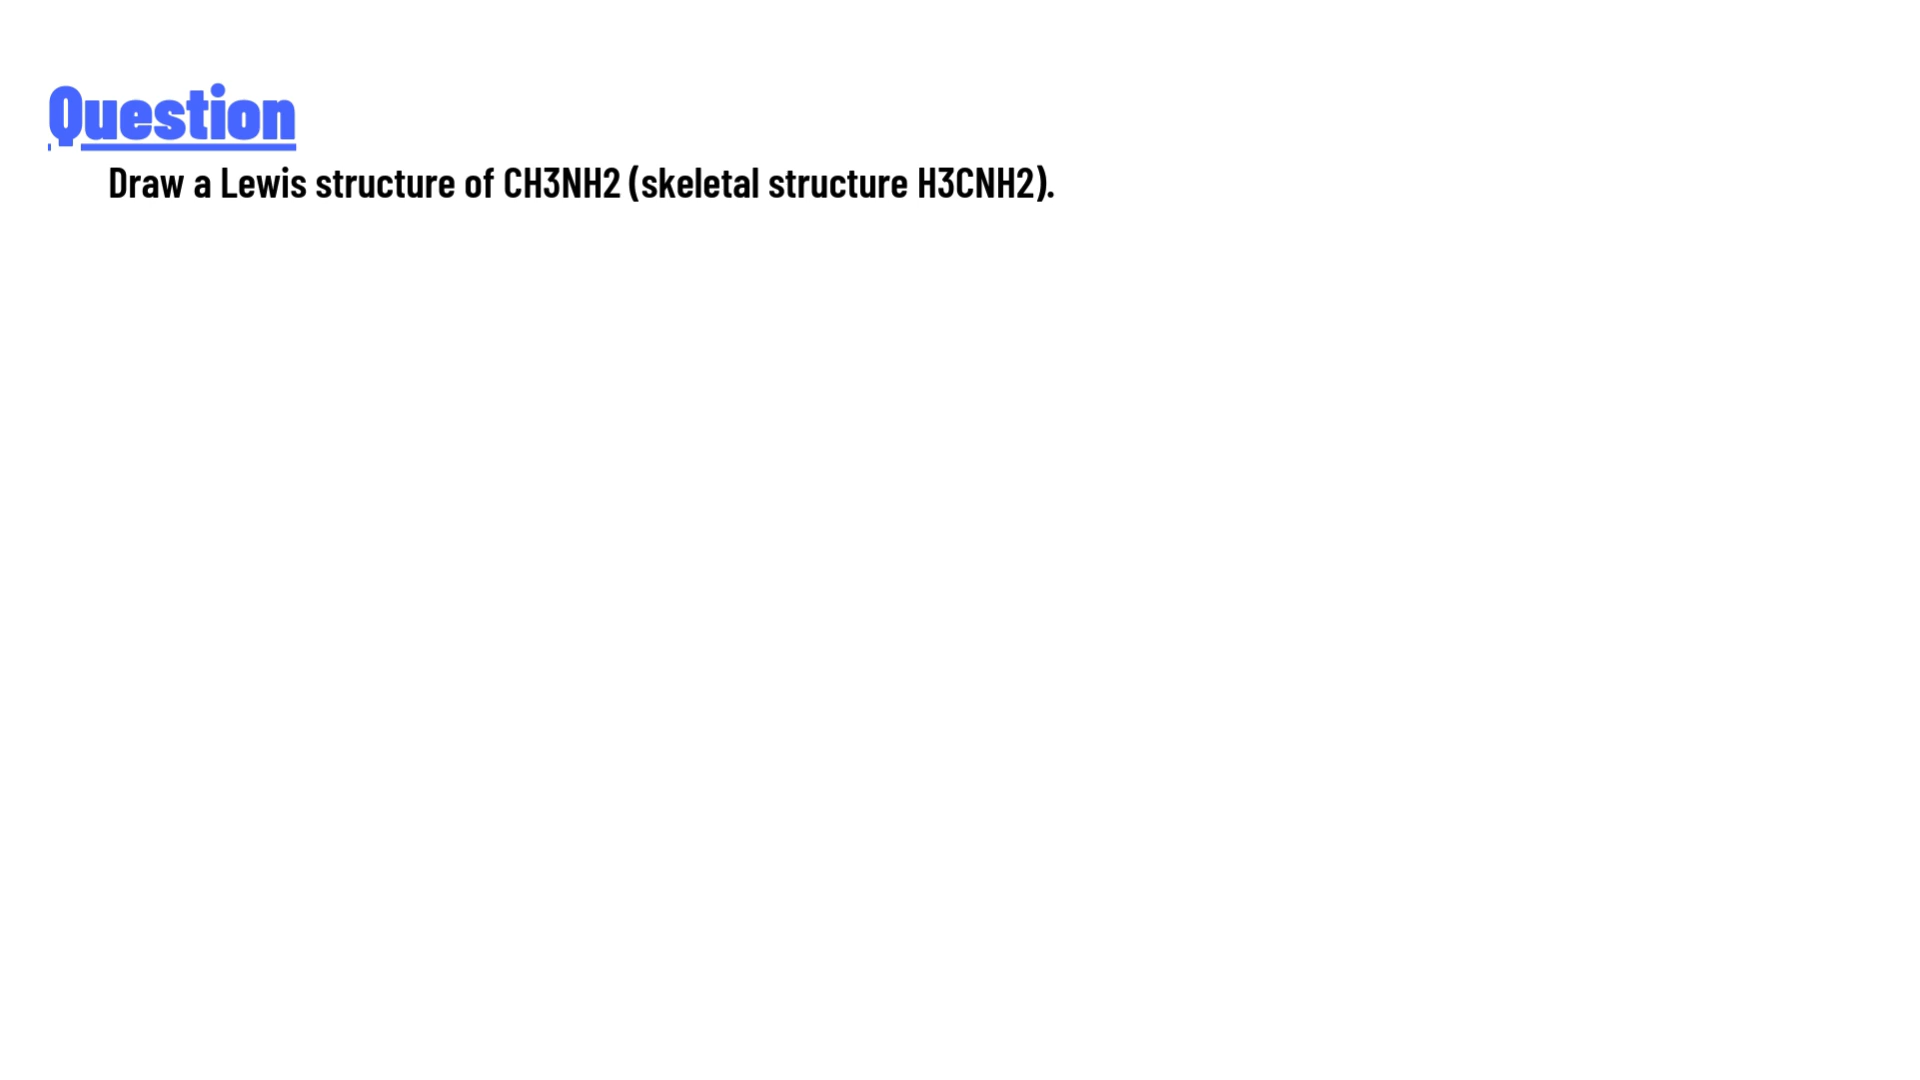 Question
Draw a Lewis structure of CH3NH2 (skeletal structure H3CNH2).